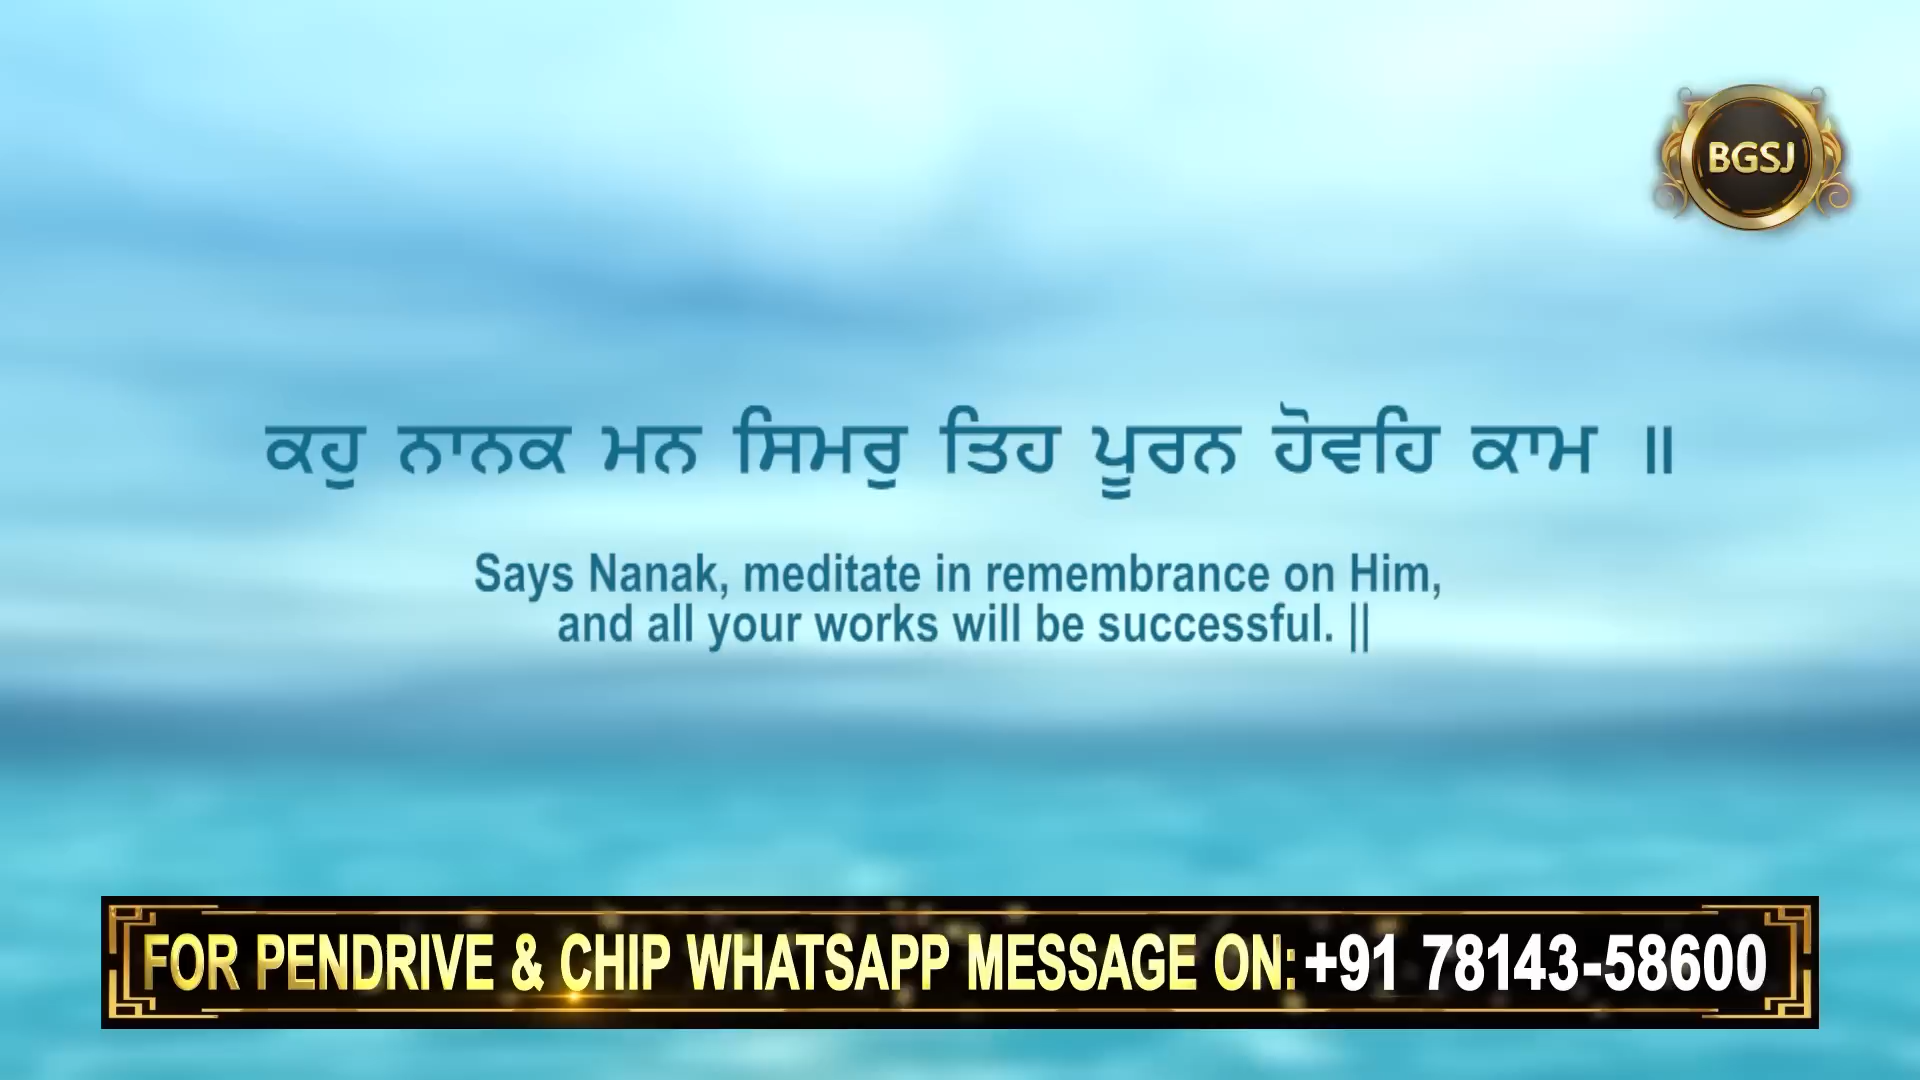 BGSJ
ਕਹੁ ਨਾਨਕ ਮਨ ਸਿਮਰੁ ਤਿਹ ਪੂਰਨ ਹੋਵਹਿ ਕਾਮ ॥
Says Nanak, meditate in remembrance on Him,
and all your works will be successful. ||
FOR PENDRIVE & CHIP WHATSAPP MESSAGE ON: +91 78143-58600